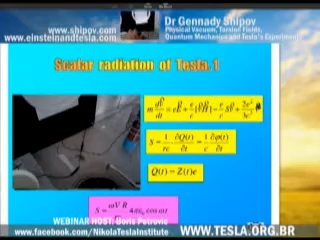 www.shipov.com
www.einsteinandtesla.com
Dr Gennady Shipov
Physical Vacuum, Torsion Fields,
Quantum Mechanics and Tesla's Experiment
Scalar radiation of Tesla.1
Q(t) = Z(t)e
WEBINAR HOST: Boris Petrovic
www.facebook.com/NikolaTeslaInstitute
WWW.TESLA.ORG.BR